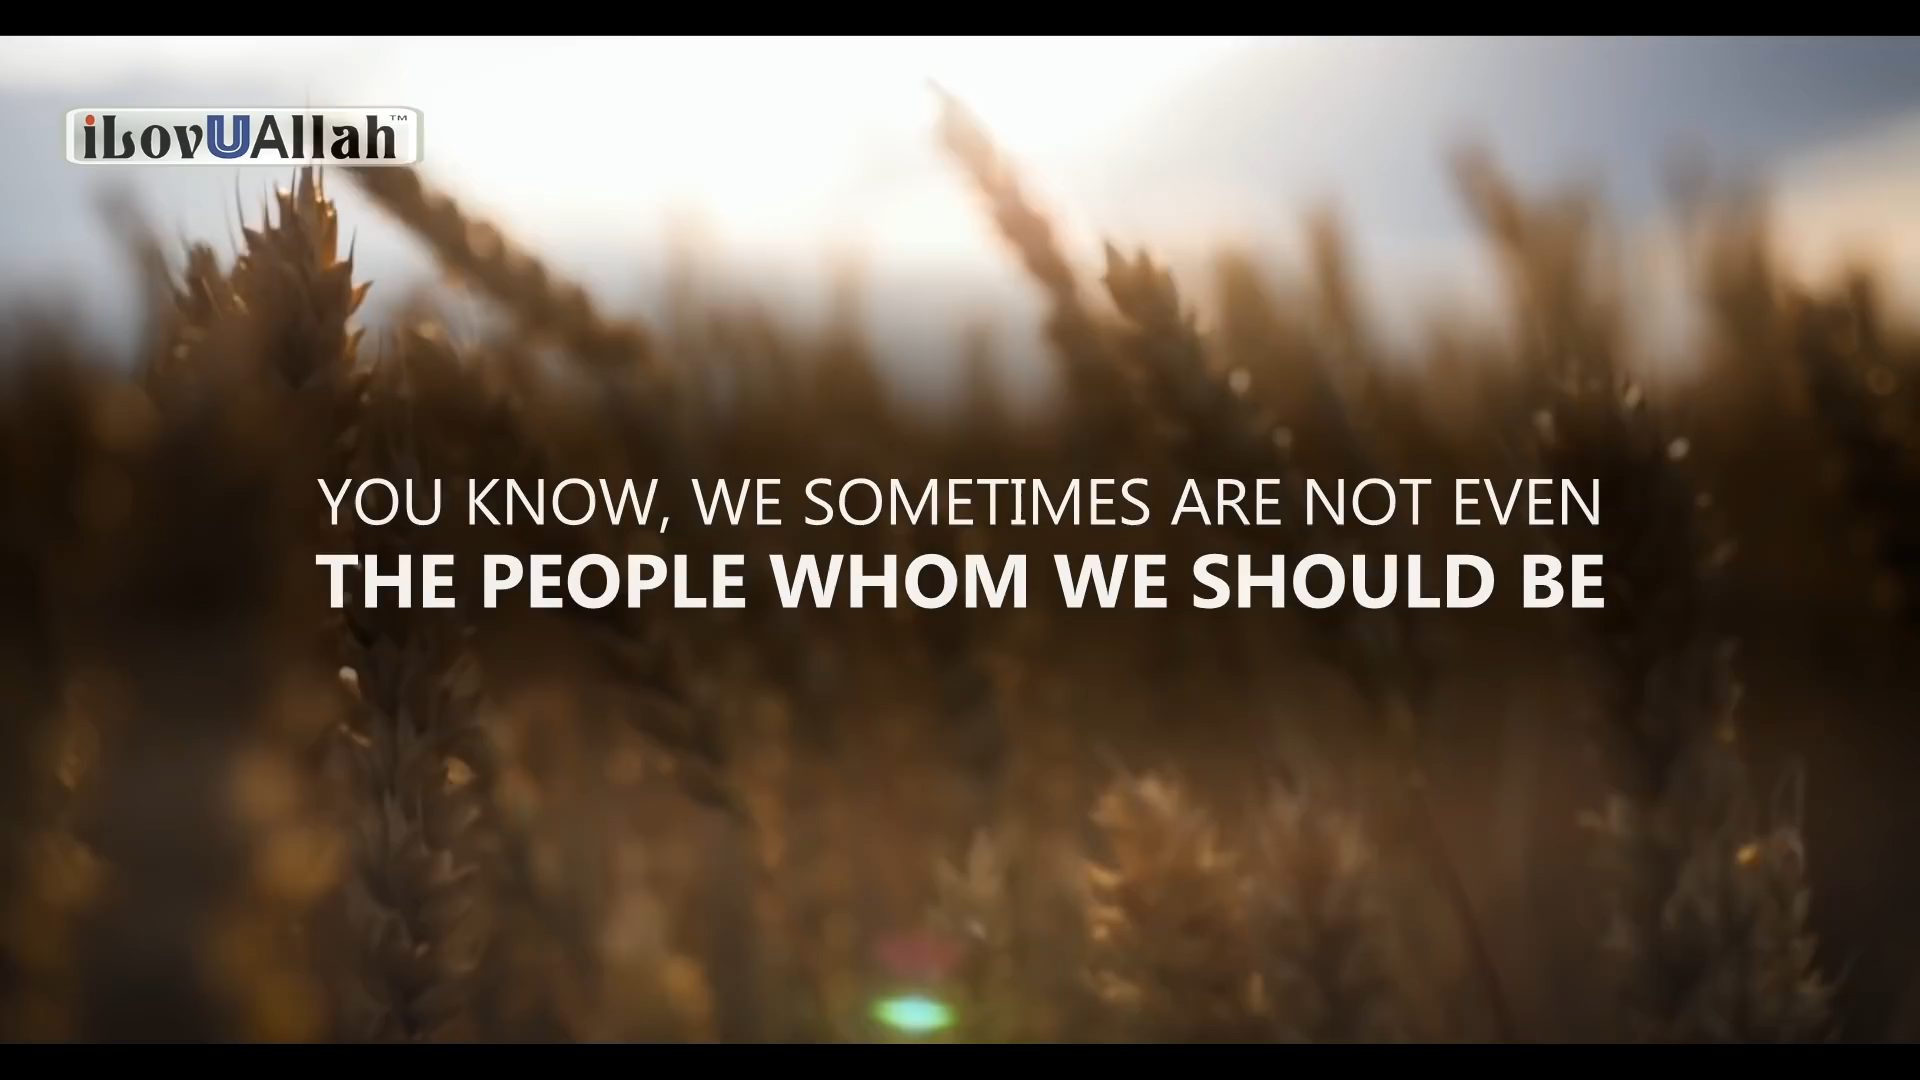 iLovUAllah™
YOU KNOW, WE SOMETIMES ARE NOT EVEN
THE PEOPLE WHOM WE SHOULD BE